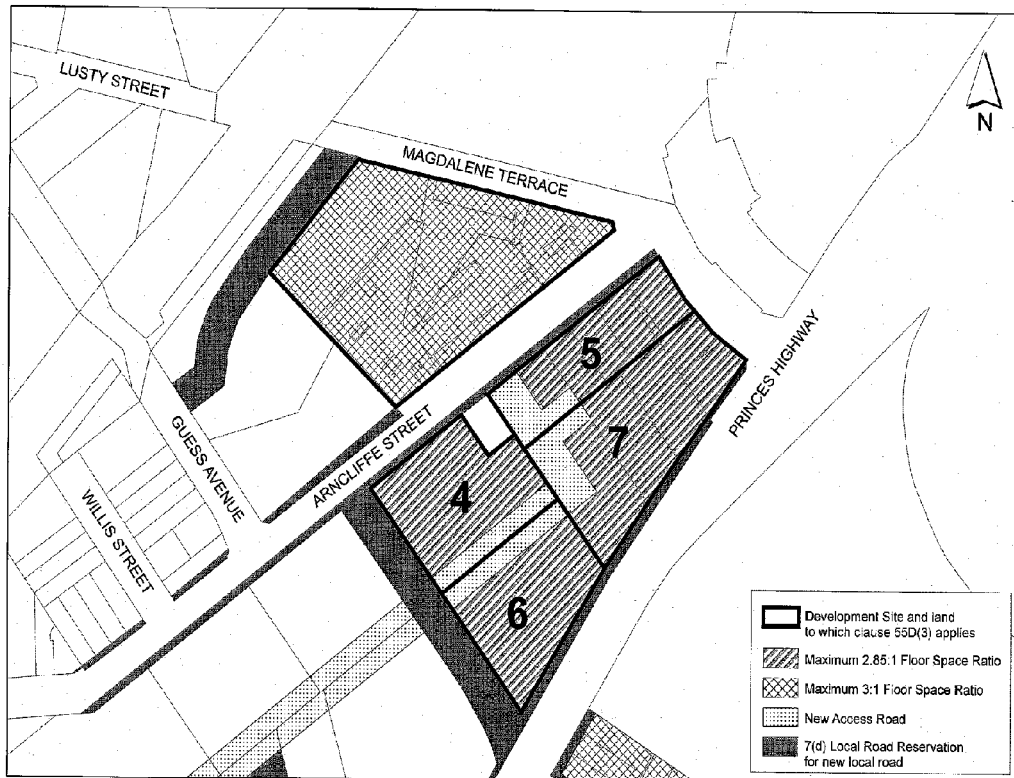 LUSTY STREET
MAGDALENE TERRACE
N
PRINCES HIGHWAY
5
7
ARNCLIFFE STREET
GUESS AVENUE
4
WILLIS STREET
6
Development Site and land
to which clause 55D(3) applies
Maximum 2.85:1 Floor Space Ratio
Maximum 3:1 Floor Space Ratio
New Access Road
7(d) Local Road Reservation
for new local road